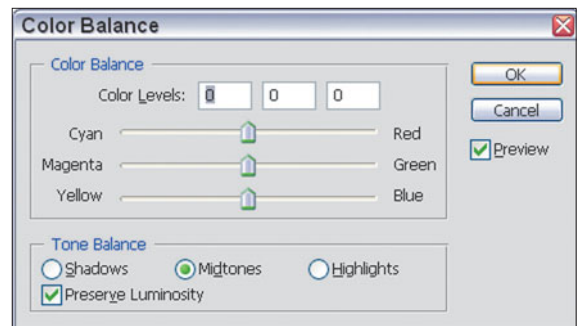 Color Balance
Color Balance
OK
Color Levels: 0 0 0
Cancel
Cyan Red
Preview
Magenta Green
Yellow Blue
Tone Balance
Shadows Midtones Highlights
Preserve Luminosity